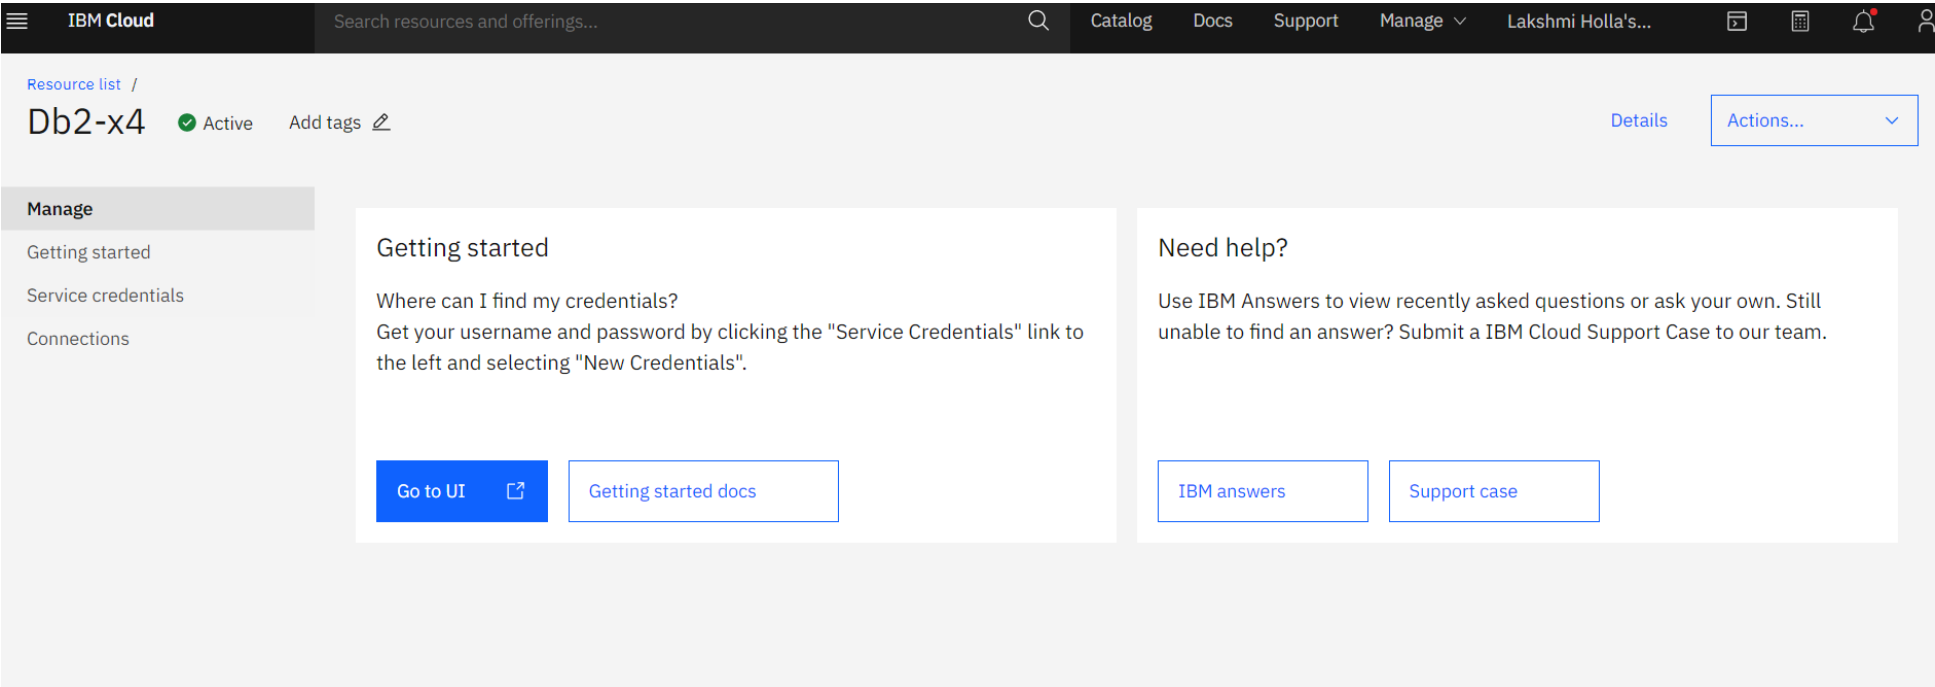 IBM Cloud Search resources and offerings... Catalog Docs Support Manage Lakshmi Holla's...
Resource list /
Db2-x4 Active Add tags Details Actions...
Manage
Getting started
Service credentials
Connections
Getting started
Where can I find my credentials?
Get your username and password by clicking the "Service Credentials" link to
the left and selecting "New Credentials".
Go to UI Getting started docs
Need help?
Use IBM Answers to view recently asked questions or ask your own. Still
unable to find an answer? Submit a IBM Cloud Support Case to our team.
IBM answers Support case